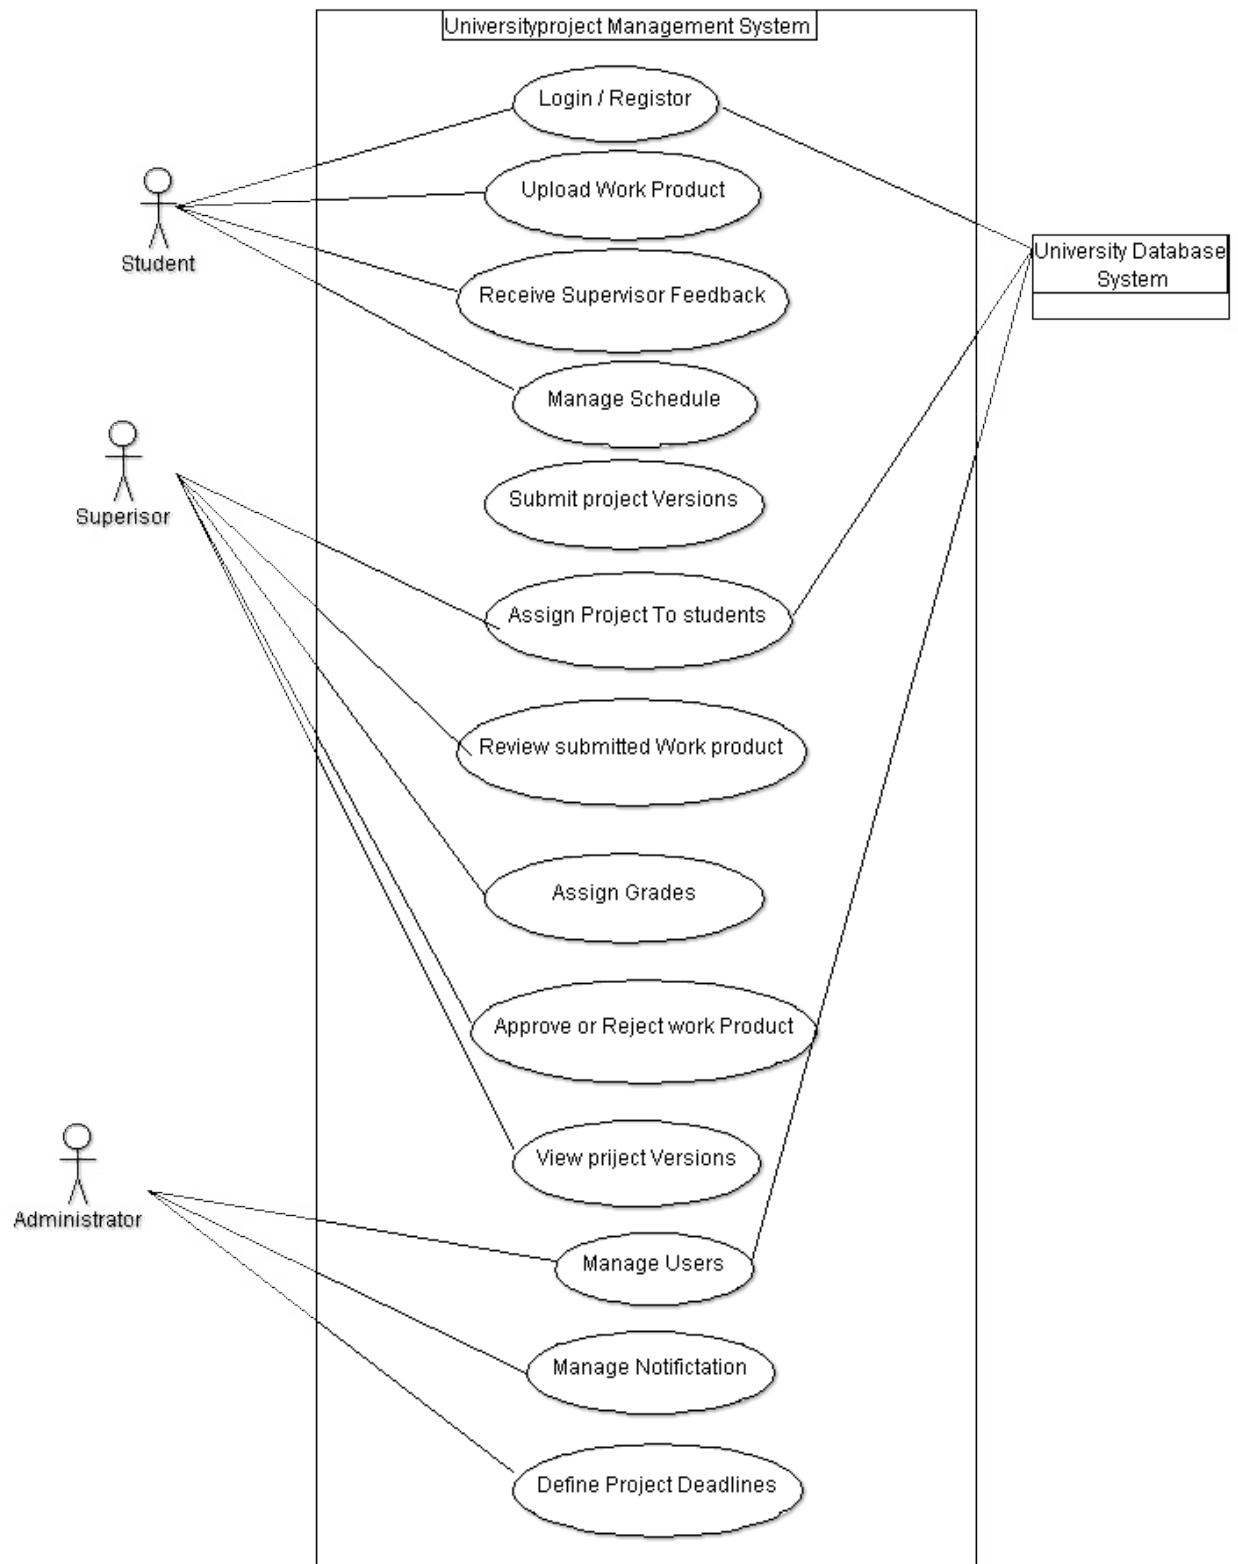 Universityproject Management System
Login / Registor
Upload Work Product
Student
University Database
System
Receive Supervisor Feedback
Manage Schedule
Submit project Versions
Superisor
Assign Project To students
Review submitted Work product
Assign Grades
Approve or Reject work Product
View priject Versions
Administrator
Manage Users
Manage Notifictation
Define Project Deadlines